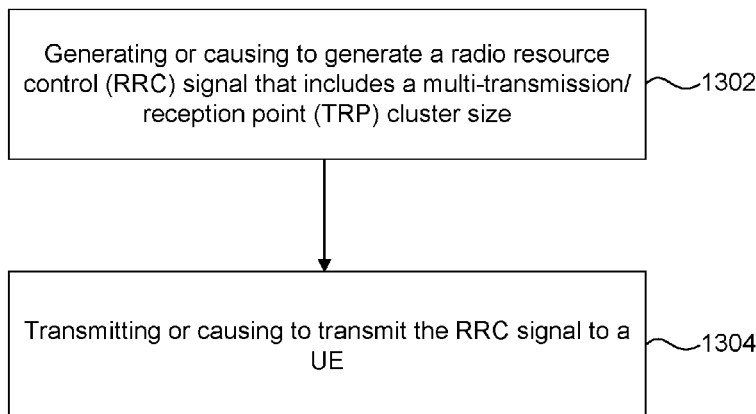 Generating or causing to generate a radio resource
control (RRC) signal that includes a multi-transmission/
reception point (TRP) cluster size
1302
Transmitting or causing to transmit the RRC signal to a
UE
1304